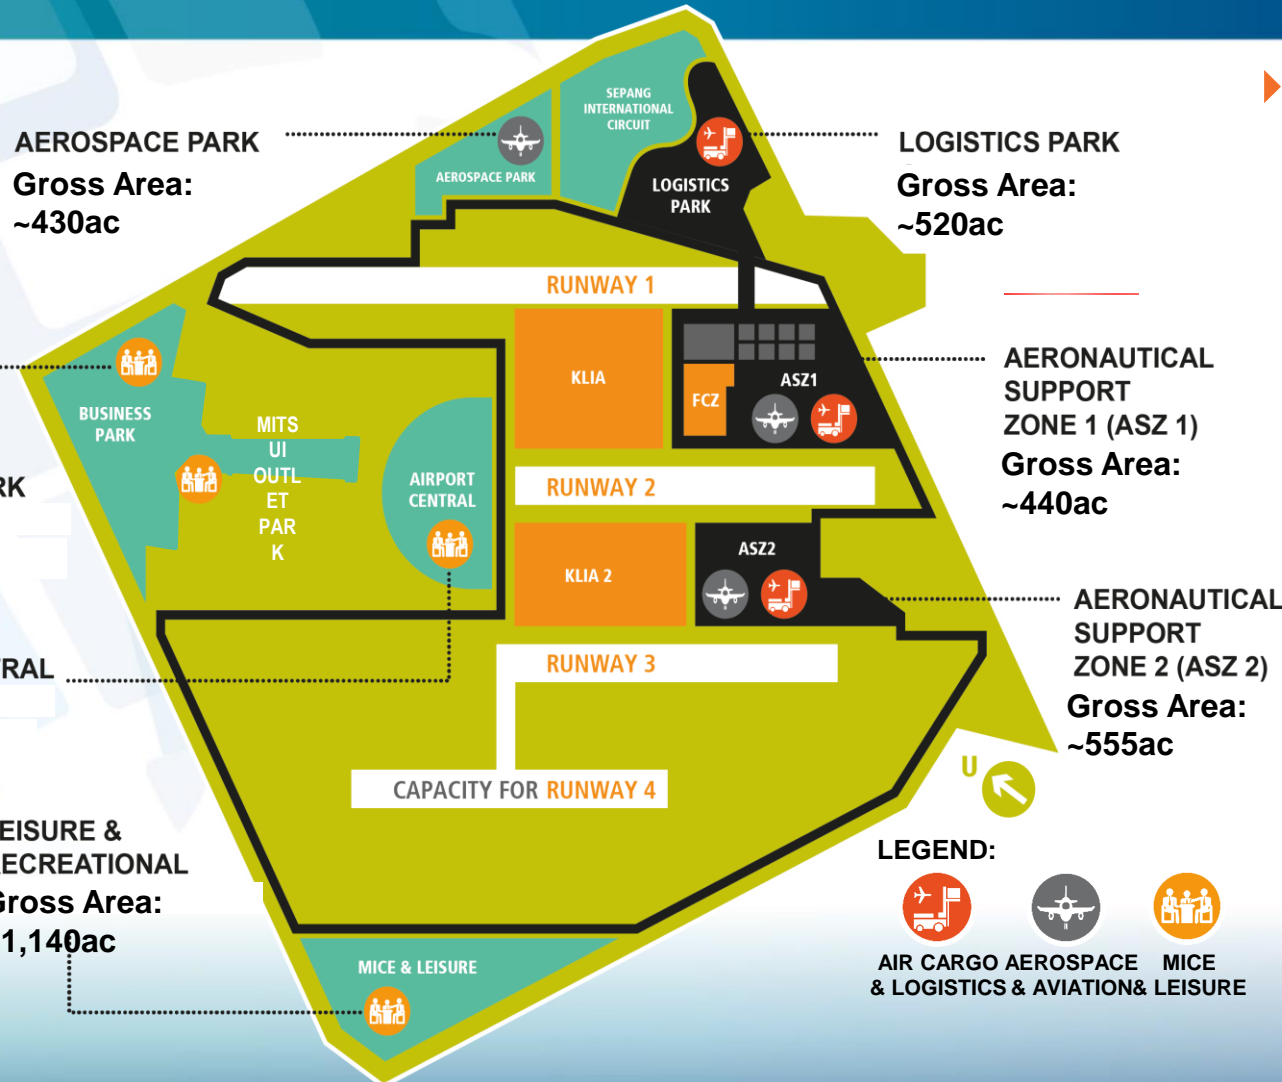 AEROSPACE PARK
Gross Area:
~430ac
LOGISTICS PARK
Gross Area:
~520ac
AERONAUTICAL
SUPPORT
ZONE 1 (ASZ 1)
Gross Area:
~440ac
AERONAUTICAL
SUPPORT
ZONE 2 (ASZ 2)
Gross Area:
~555ac
SEPANG
INTERNATIONAL
CIRCUIT
AEROSPACE PARK
LOGISTICS
PARK
RUNWAY 1
KLIA
FCZ
ASZ1
BUSINESS
PARK
MITS
UI
OUTL
ET
PAR
K
AIRPORT
CENTRAL
RUNWAY 2
KLIA 2
ASZ2
RUNWAY 3
CAPACITY FOR RUNWAY 4
MICE & LEISURE
RK
TRAL
EISURE &
RECREATIONAL
Gross Area:
1,140ac
U
LEGEND:
AIR CARGO
& LOGISTICS
AEROSPACE
& AVIATION
MICE
& LEISURE